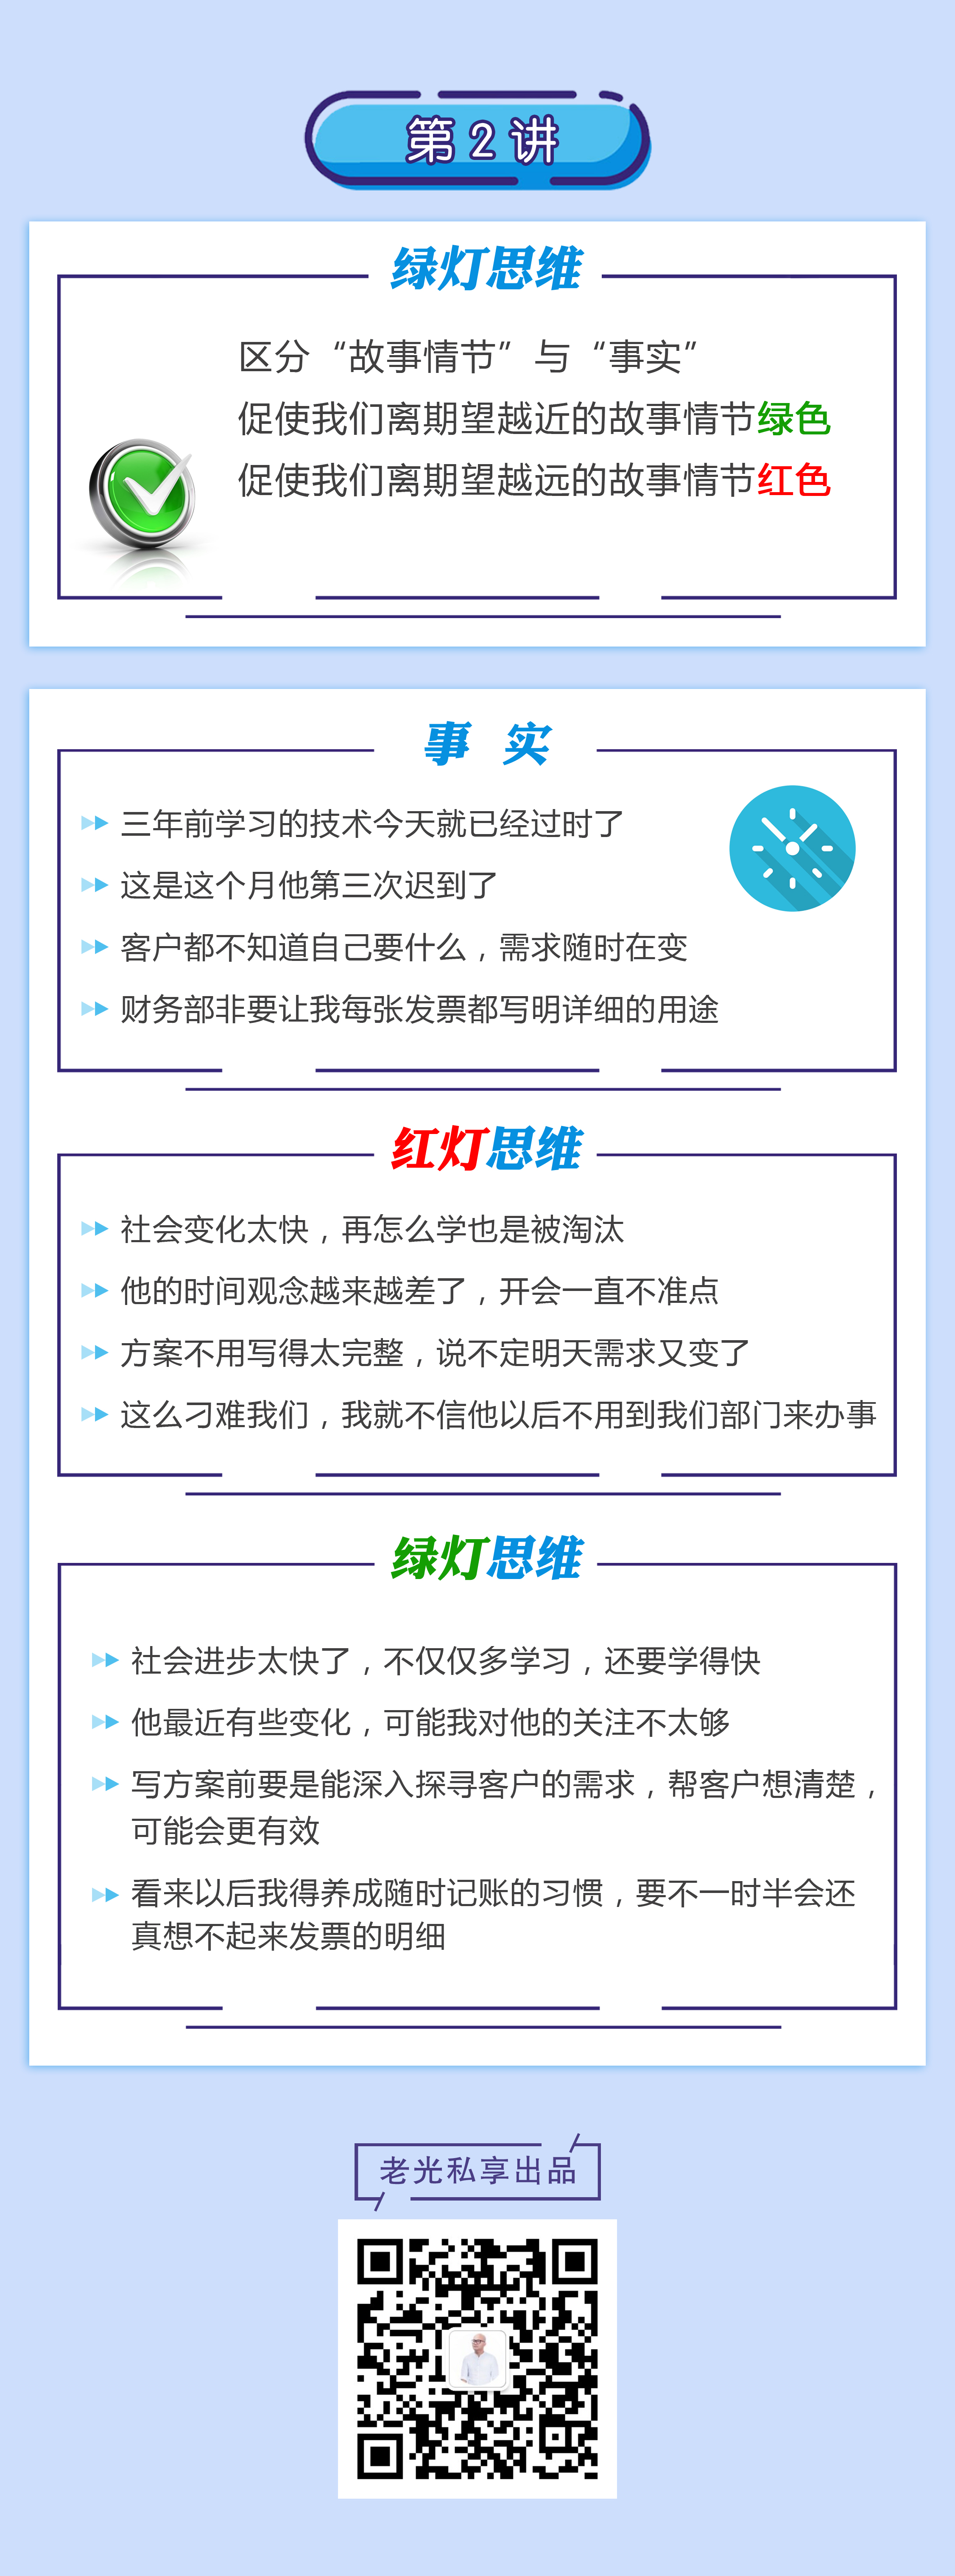 第2讲
绿灯思维
区分“故事情节”与“事实”
促使我们离期望越近的故事情节绿色
促使我们离期望越远的故事情节红色
事 实
三年前学习的技术今天就已经过时了
这是这个月他第三次迟到了
客户都不知道自己要什么，需求随时在变
财务部非要让我每张发票都写明详细的用途
红灯思维
社会变化太快，再怎么学也是被淘汰
他的时间观念越来越差了，开会一直不准点
方案不用写得太完整，说不定明天需求又变了
这么刁难我们，我就不信他以后不用到我们部门来办事
绿灯思维
社会进步太快了，不仅仅多学习，还要学得快
他最近有些变化，可能我对他的关注不太够
写方案前要是能深入探寻客户的需求，帮客户想清楚，
可能会更有效
看来以后我得养成随时记账的习惯，要不一时半会还
真想不起来发票的明细
老光私享出品